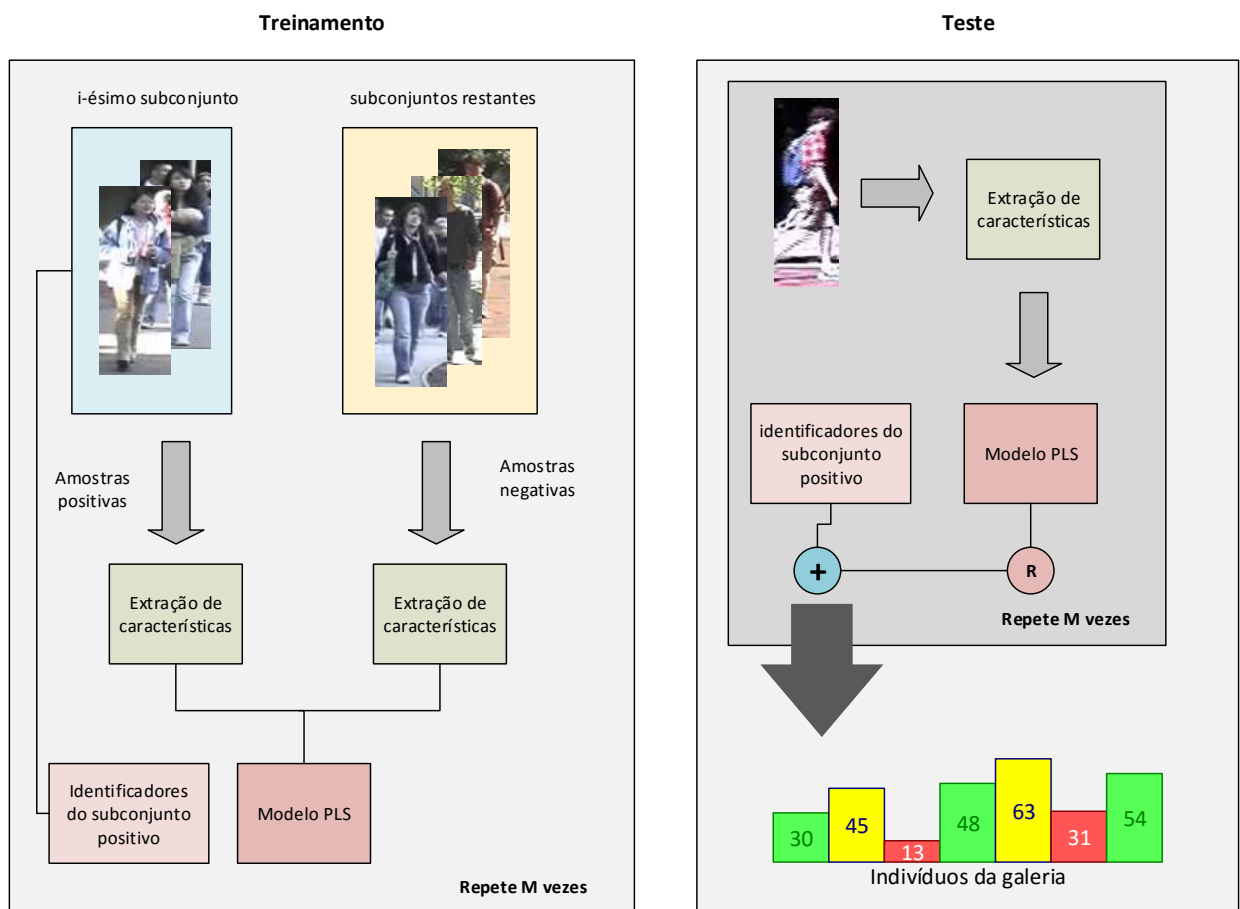 Treinamento
i-ésimo subconjunto
subconjuntos restantes
Amostras
positivas
Amostras
negativas
Extração de
características
Extração de
características
Identificadores
do subconjunto
positivo
Modelo PLS
Repete M vezes
Teste
Extração de
características
identificadores do
subconjunto
positivo
Modelo PLS
+
R
Repete M vezes
30
45
13
48
63
31
54
Indivíduos da galeria